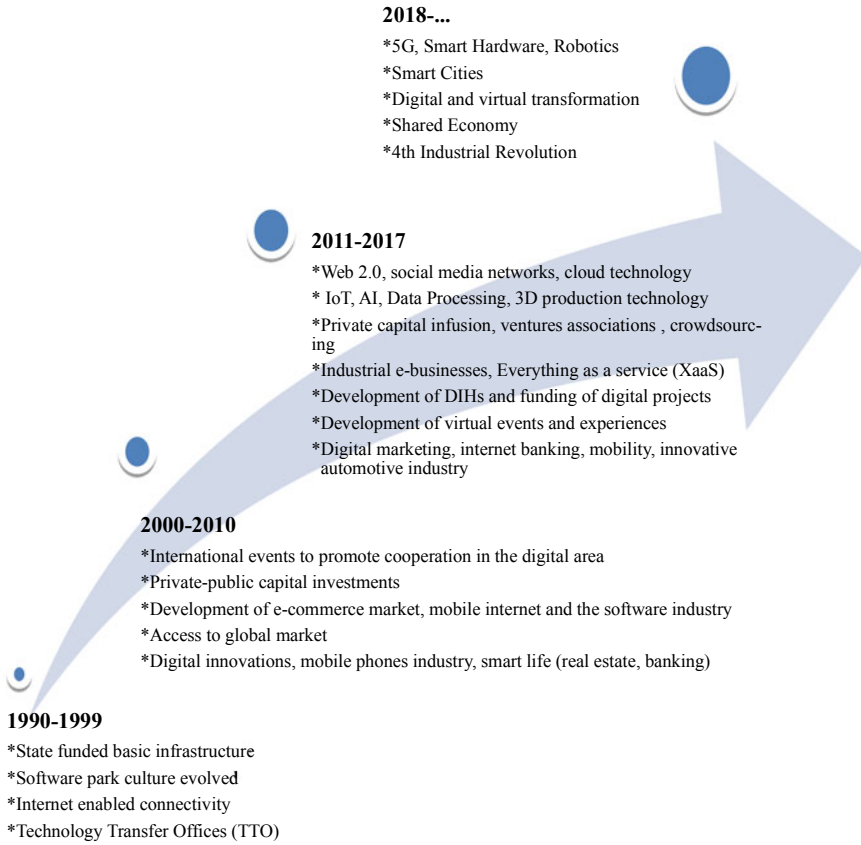 2018-...
*5G, Smart Hardware, Robotics
*Smart Cities
*Digital and virtual transformation
*Shared Economy
*4th Industrial Revolution
2011-2017
*Web 2.0, social media networks, cloud technology
* IoT, AI, Data Processing, 3D production technology
*Private capital infusion, ventures associations , crowdsourc-
ing
*Industrial e-businesses, Everything as a service (XaaS)
*Development of DIHs and funding of digital projects
*Development of virtual events and experiences
*Digital marketing, internet banking, mobility, innovative
automotive industry
2000-2010
*International events to promote cooperation in the digital area
*Private-public capital investments
*Development of e-commerce market, mobile internet and the software industry
*Access to global market
*Digital innovations, mobile phones industry, smart life (real estate, banking)
1990-1999
*State funded basic infrastructure
*Software park culture evolved
*Internet enabled connectivity
*Technology Transfer Offices (TTO)